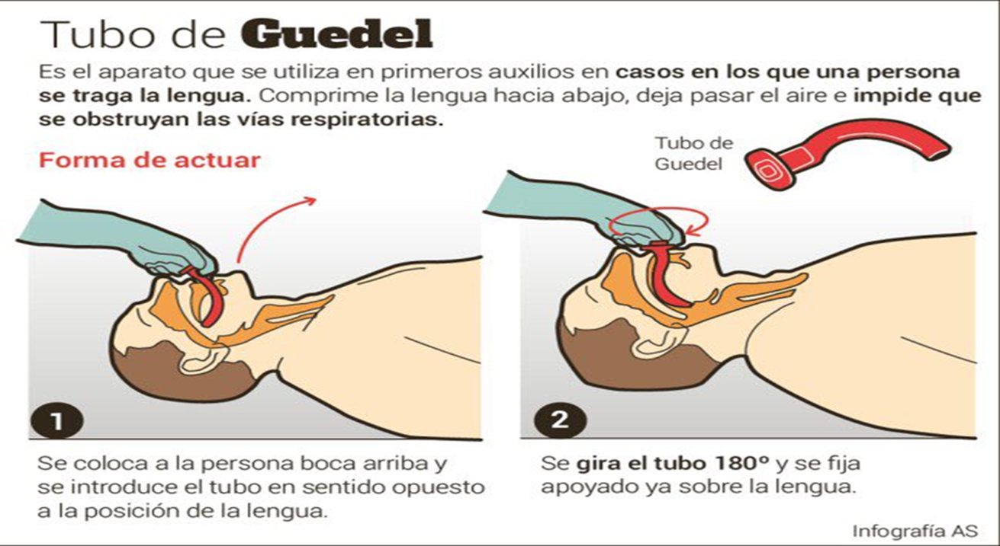 Tubo de Guedel
Es el aparato que se utiliza en primeros auxilios en casos en los que una persona
se traga la lengua. Comprime la lengua hacia abajo, deja pasar el aire e impide que
se obstruyan las vías respiratorias.
Forma de actuar
Tubo de
Guedel
1
Se coloca a la persona boca arriba y
se introduce el tubo en sentido opuesto
a la posición de la lengua.
2
Se gira el tubo 180º y se fija
apoyado ya sobre la lengua.
Infografía AS